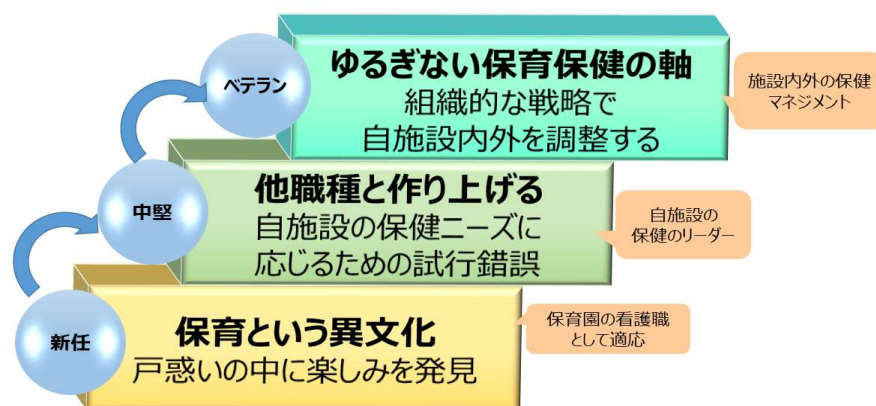 ベテラン
ゆるぎない保育保健の軸
組織的な戦略で
自施設内外を調整する
施設内外の保健
マネジメント
中堅
他職種と作り上げる
自施設の保健ニーズに
応じるための試行錯誤
自施設の
保健のリーダー
新任
保育という異文化
戸惑いの中に楽しみを発見
保育園の看護職
として適応